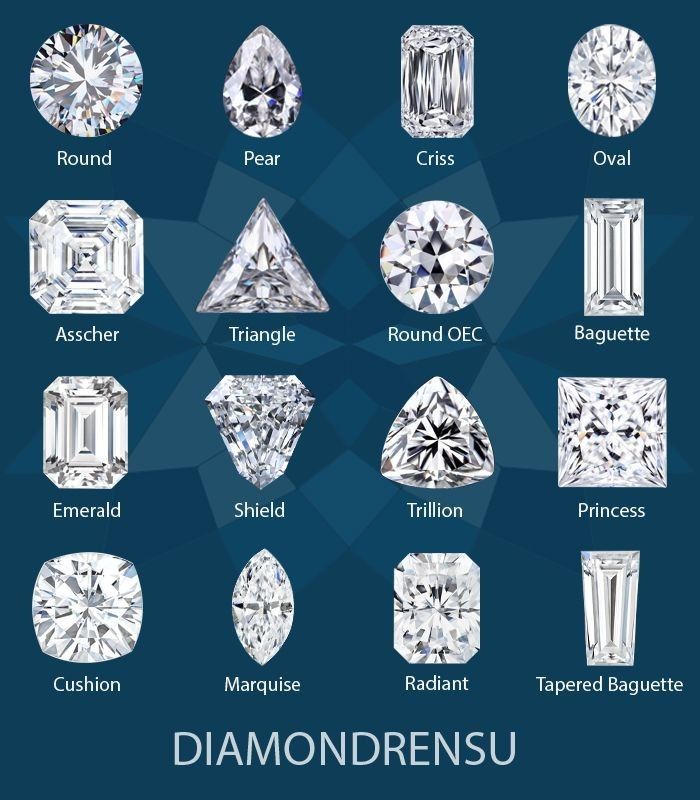 Round Pear Criss Oval
Asscher Triangle Round OEC Baguette
Emerald Shield Trillion Princess
Cushion Marquise Radiant Tapered Baguette
DIAMONDRENSU